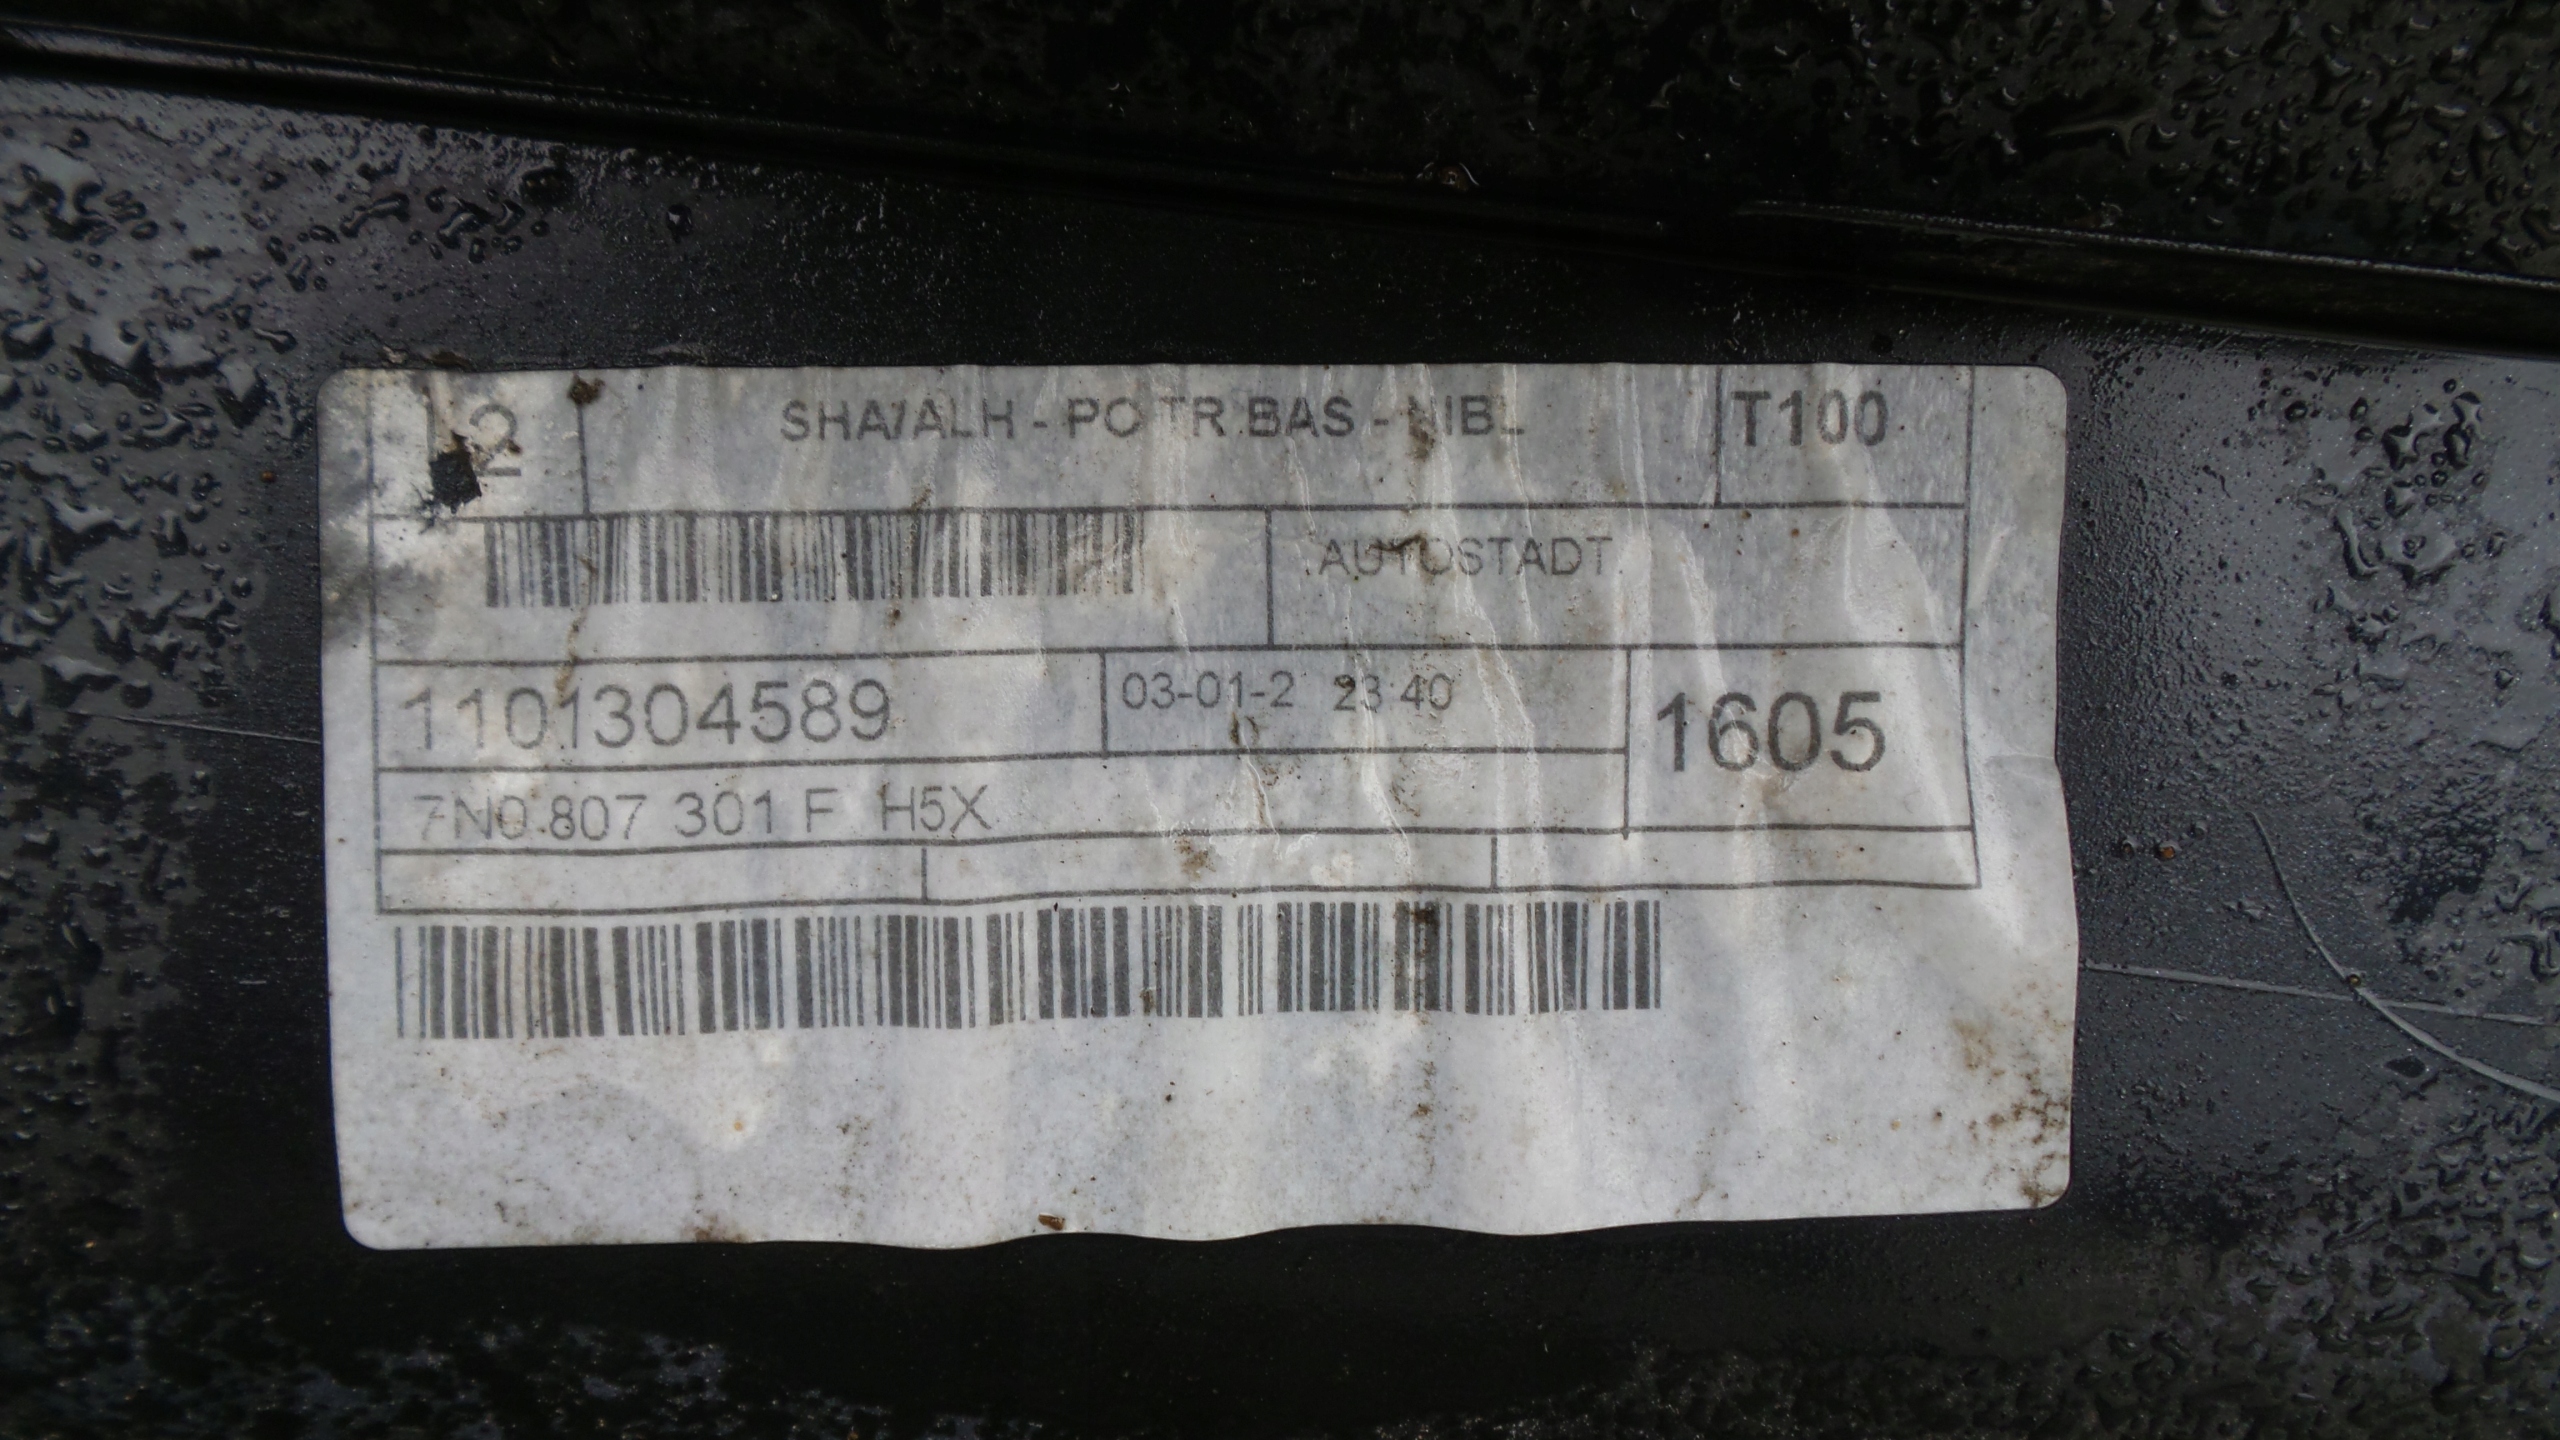 2 SHA/ALH - PO TR BAS - NIBL T100
AUTOSTADT
1101304589 03-01-2 23:40 1605
7N0.807 301 F H5X